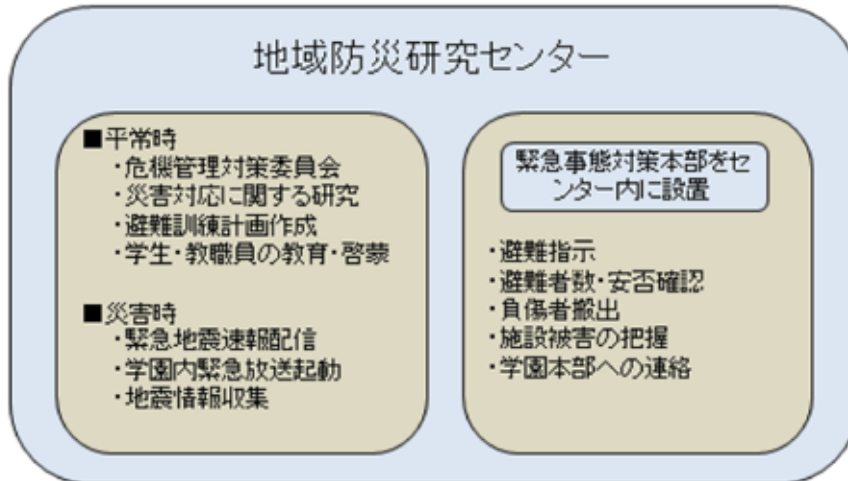 地域防災研究センター
■平常時
・危機管理対策委員会
・災害対応に関する研究
・避難訓練計画作成
・学生・教職員の教育・啓蒙
■災害時
・緊急地震速報配信
・学園内緊急放送起動
・地震情報収集
緊急事態対策本部をセ
ンター内に設置
・避難指示
・避難者数・安否確認
・負傷者搬出
・施設被害の把握
・学園本部への連絡